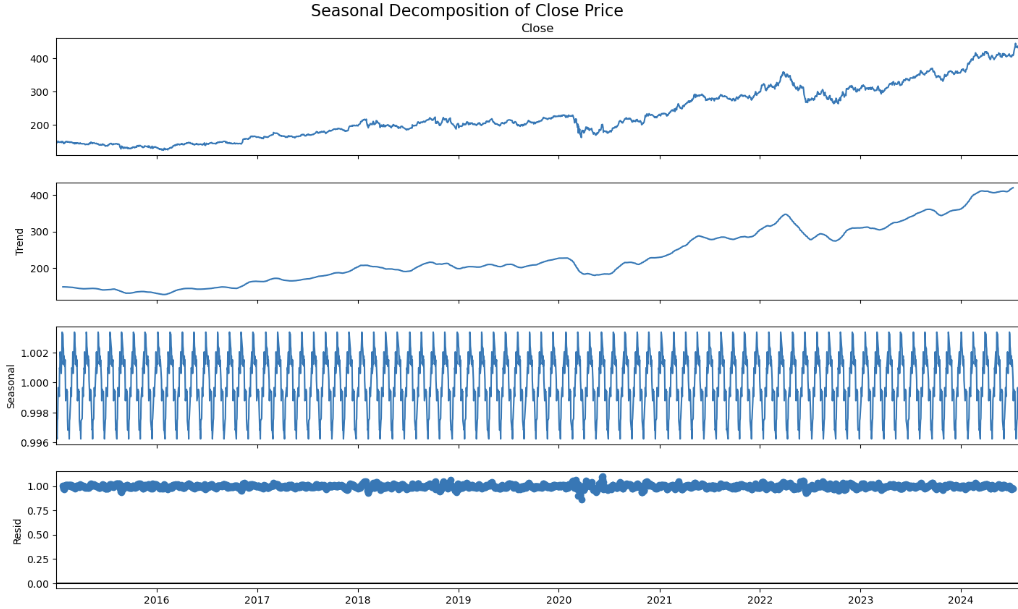 Seasonal Decomposition of Close Price
Close
400
300
200
Trend
400
300
200
Seasonal
1.002
1.000
0.998
0.996
Resid
1.00
0.75
0.50
0.25
0.00
2016 2017 2018 2019 2020 2021 2022 2023 2024